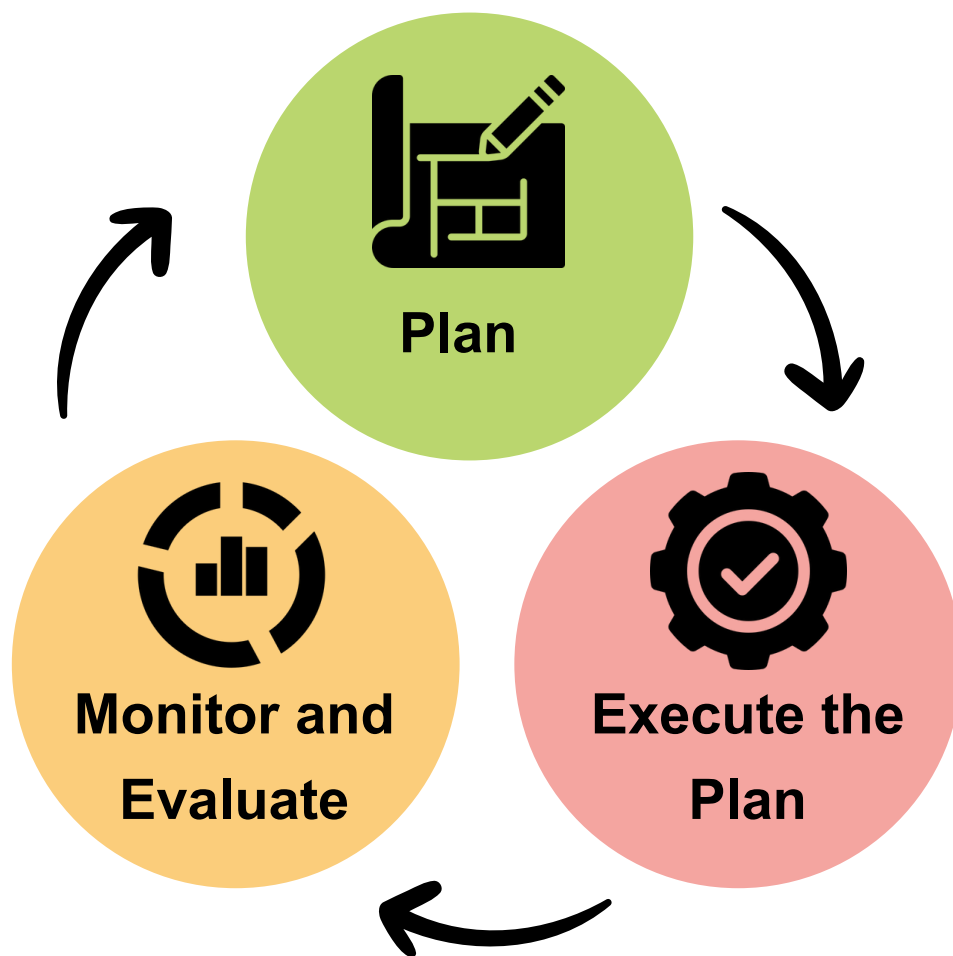 Plan
Execute the
Plan
Monitor and
Evaluate